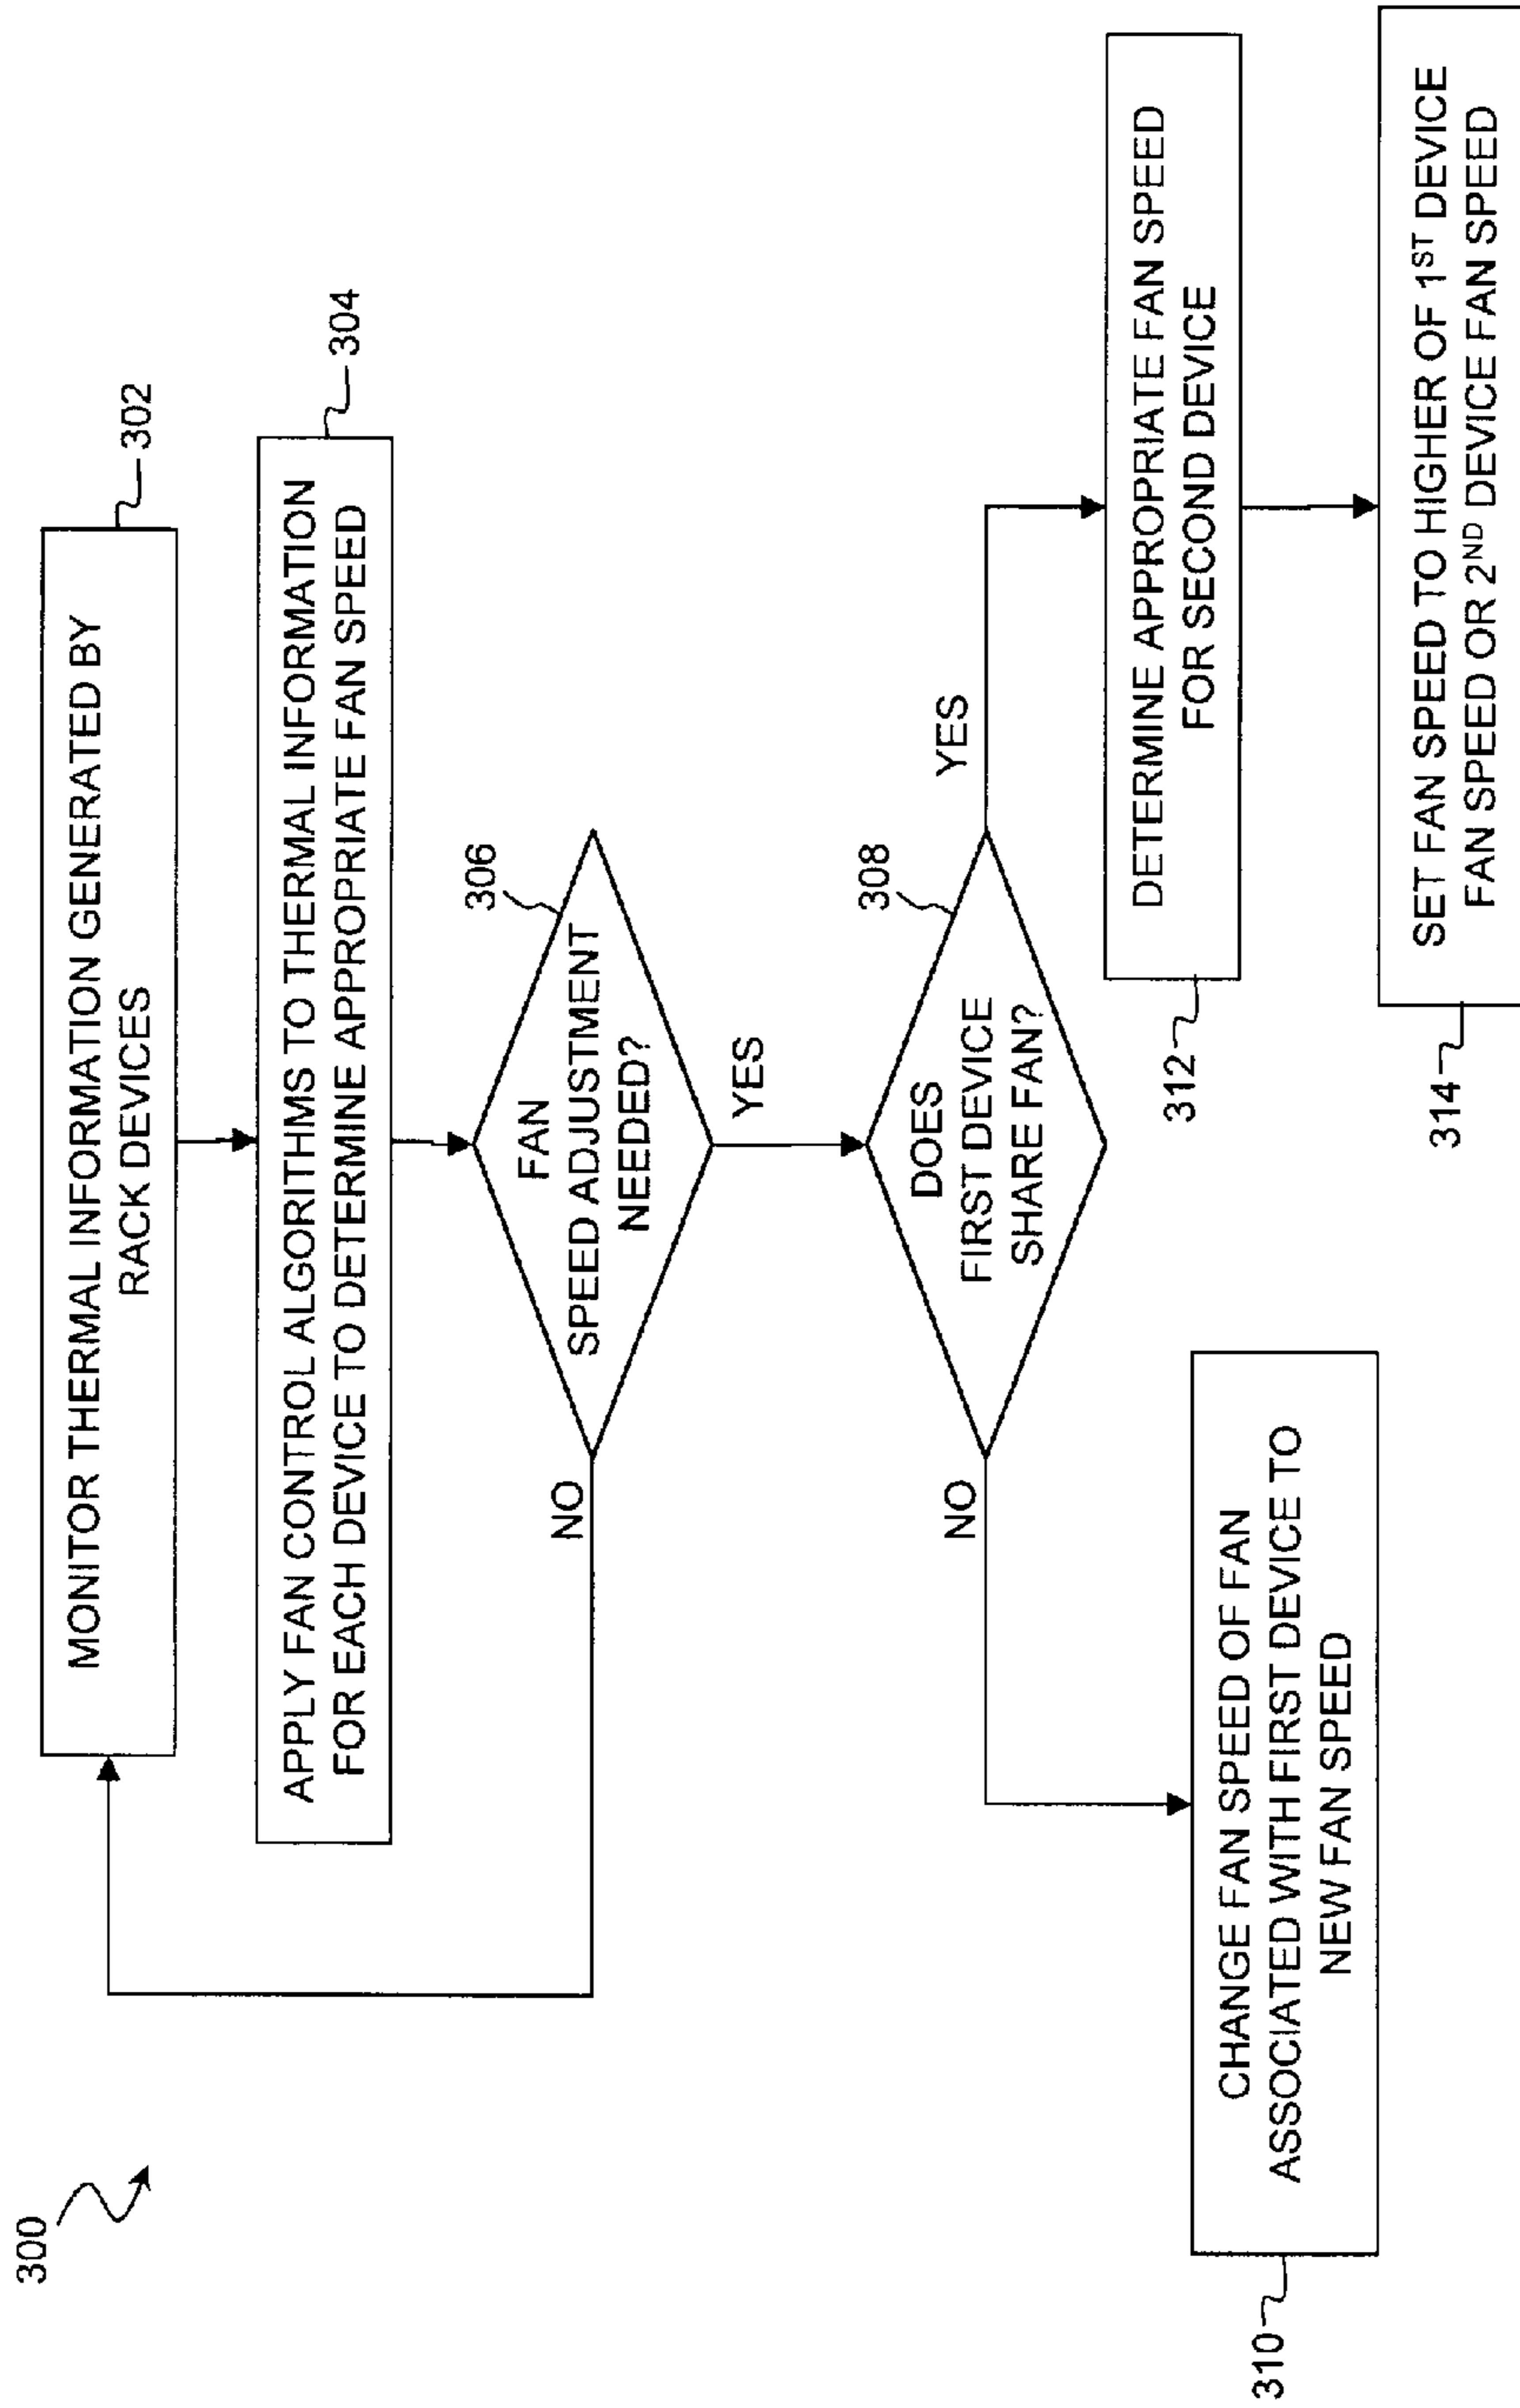 300
MONITOR THERMAL INFORMATION GENERATED BY
RACK DEVICES
302
APPLY FAN CONTROL ALGORITHMS TO THERMAL INFORMATION
FOR EACH DEVICE TO DETERMINE APPROPRIATE FAN SPEED
304
FAN
SPEED ADJUSTMENT
NEEDED?
306
NO
YES
DOES
FIRST DEVICE
SHARE FAN?
308
NO
YES
CHANGE FAN SPEED OF FAN
ASSOCIATED WITH FIRST DEVICE TO
NEW FAN SPEED
310
DETERMINE APPROPRIATE FAN SPEED
FOR SECOND DEVICE
312
SET FAN SPEED TO HIGHER OF 1ST DEVICE
FAN SPEED OR 2ND DEVICE FAN SPEED
314